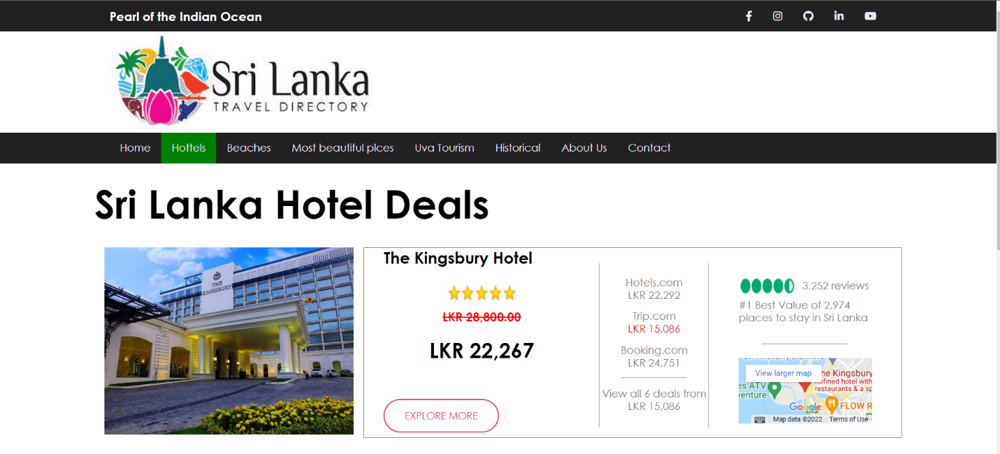 Pearl of the Indian Ocean
Sri Lanka
TRAVEL DIRECTORY
Home Hottels Beaches Most beautiful plces Uva Tourism Historical About Us Contact
Sri Lanka Hotel Deals
THE
KINGSBURY
The Kingsbury Hotel
LKR 28,800.00
LKR 22,267
EXPLORE MORE
Hotels.com
LKR 22,292
Trip.com
LKR 15,086
Booking.com
LKR 24,751
View all 6 deals from
LKR 15,086
3,252 reviews
#1 Best Value of 2,974
places to stay in Sri Lanka
View larger map
he Kingsbury
efined hotel with
restaurants & a sp
es ATV
venture
Google
FLOW R
Map data ©2022 Terms of Use